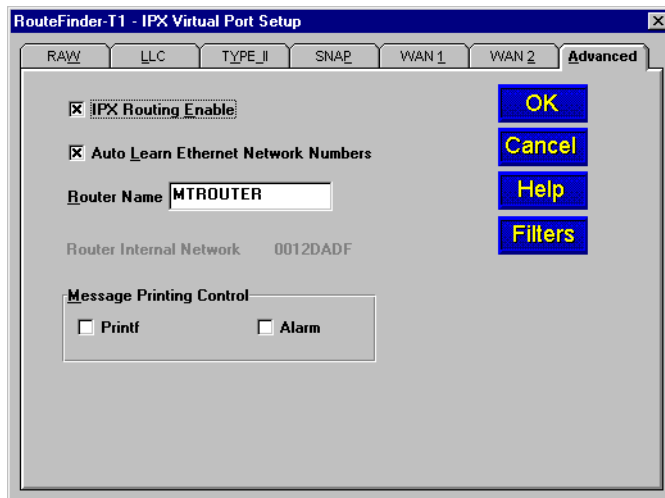 RouteFinder-T1 - IPX Virtual Port Setup
RAW LLC TYPE_II SNAP WAN 1 WAN 2 Advanced
IPX Routing Enable
OK
Auto Learn Ethernet Network Numbers
Cancel
Router Name MTROUTER
Help
Router Internal Network 0012DADF
Filters
Message Printing Control
Printf Alarm